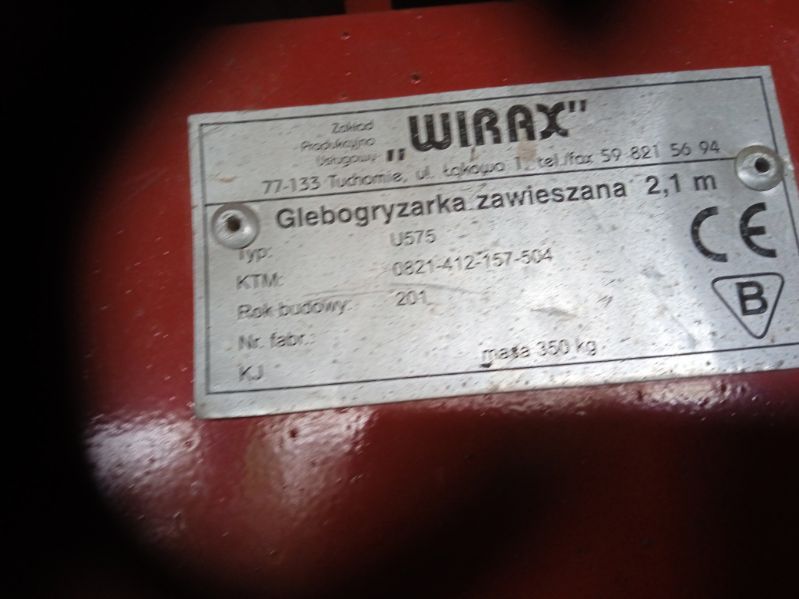 Zakład
Produkcyjno
Usługowy
„WIRAX”
77-133 Tuchomie, ul. Łąkowa 1, tel./fax 59 821 56 94
Glebogryzarka zawieszana 2,1 m
Typ: U575
KTM: 0821-412-157-504
Rok budowy: 201
Nr. fabr.:
KJ masa 350 kg
CE
B